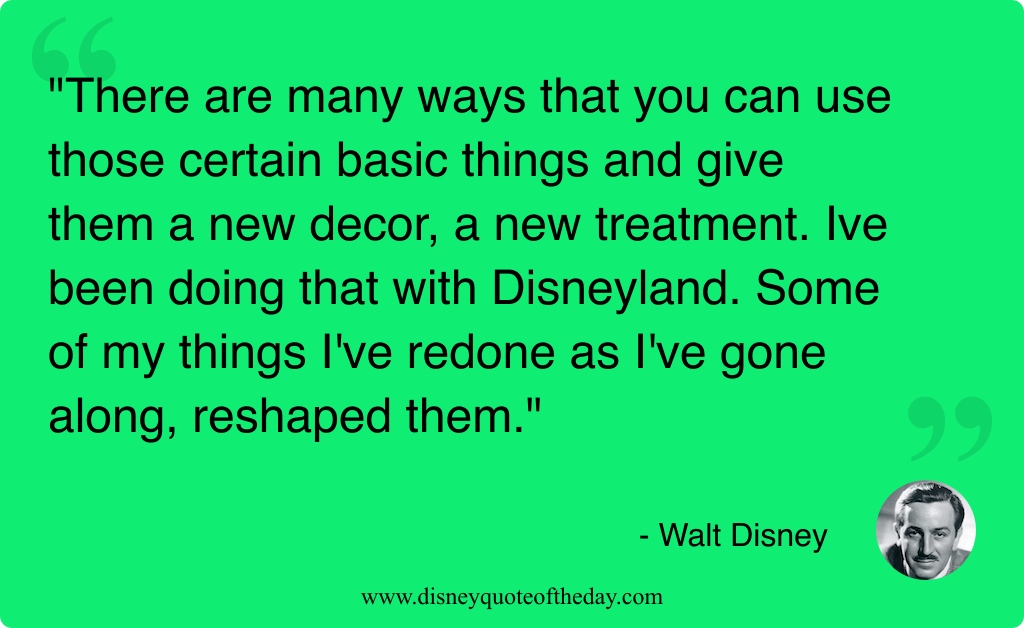 "There are many ways that you can use
those certain basic things and give
them a new decor, a new treatment. Ive
been doing that with Disneyland. Some
of my things I've redone as I've gone
along, reshaped them."
- Walt Disney
www.disneyquoteoftheday.com